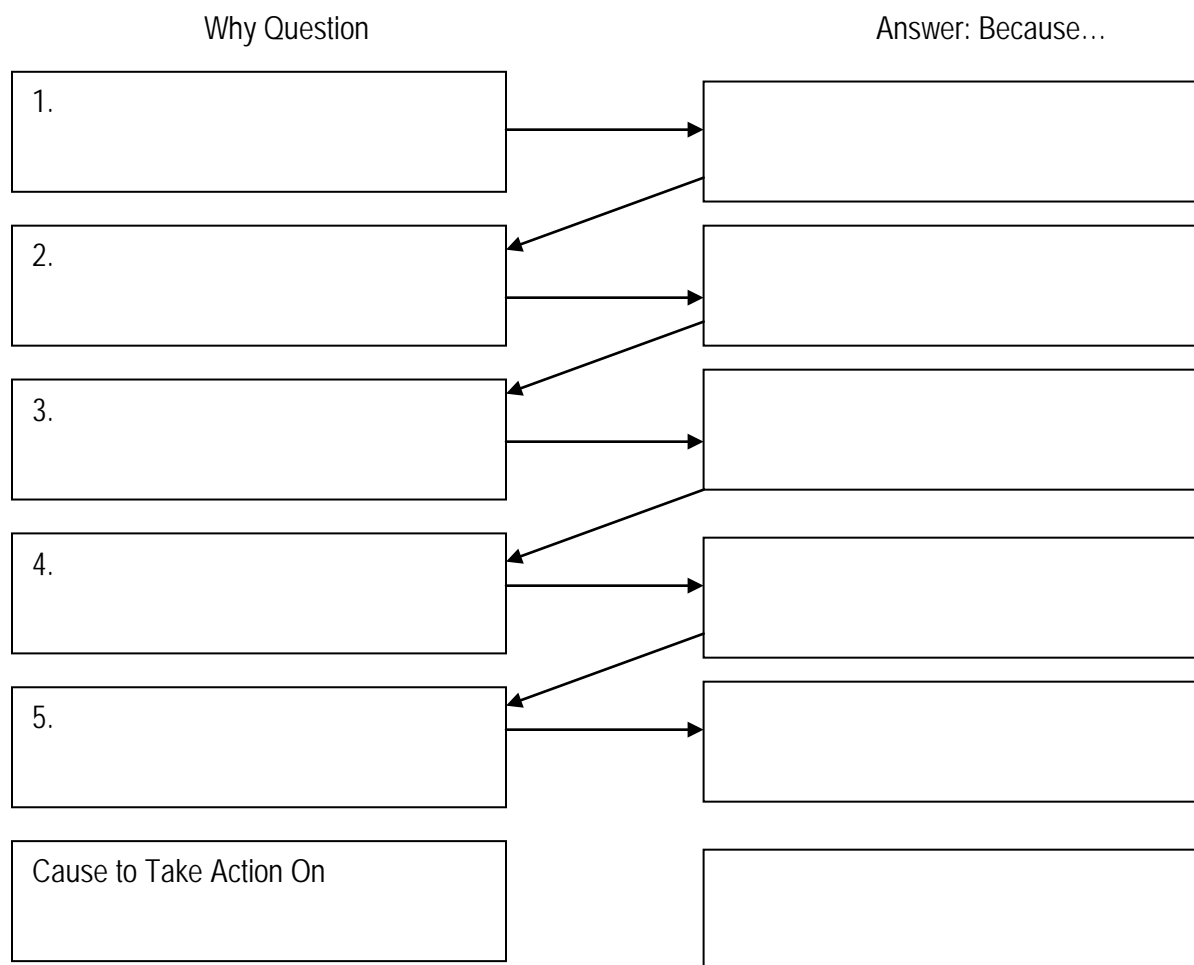 Why Question
Answer: Because…
1.
2.
3.
4.
5.
Cause to Take Action On